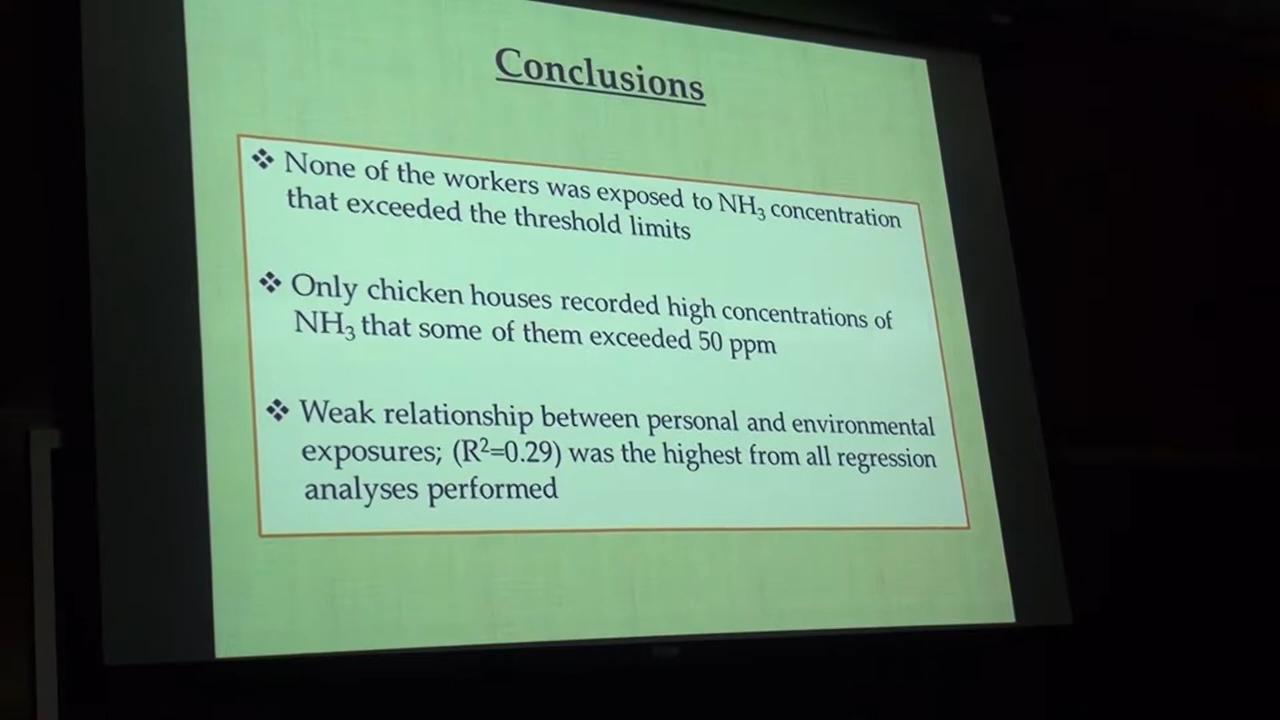 Conclusions
❖ None of the workers was exposed to NH₃ concentration
that exceeded the threshold limits
❖ Only chicken houses recorded high concentrations of
NH₃ that some of them exceeded 50 ppm
❖ Weak relationship between personal and environmental
exposures; (R²=0.29) was the highest from all regression
analyses performed